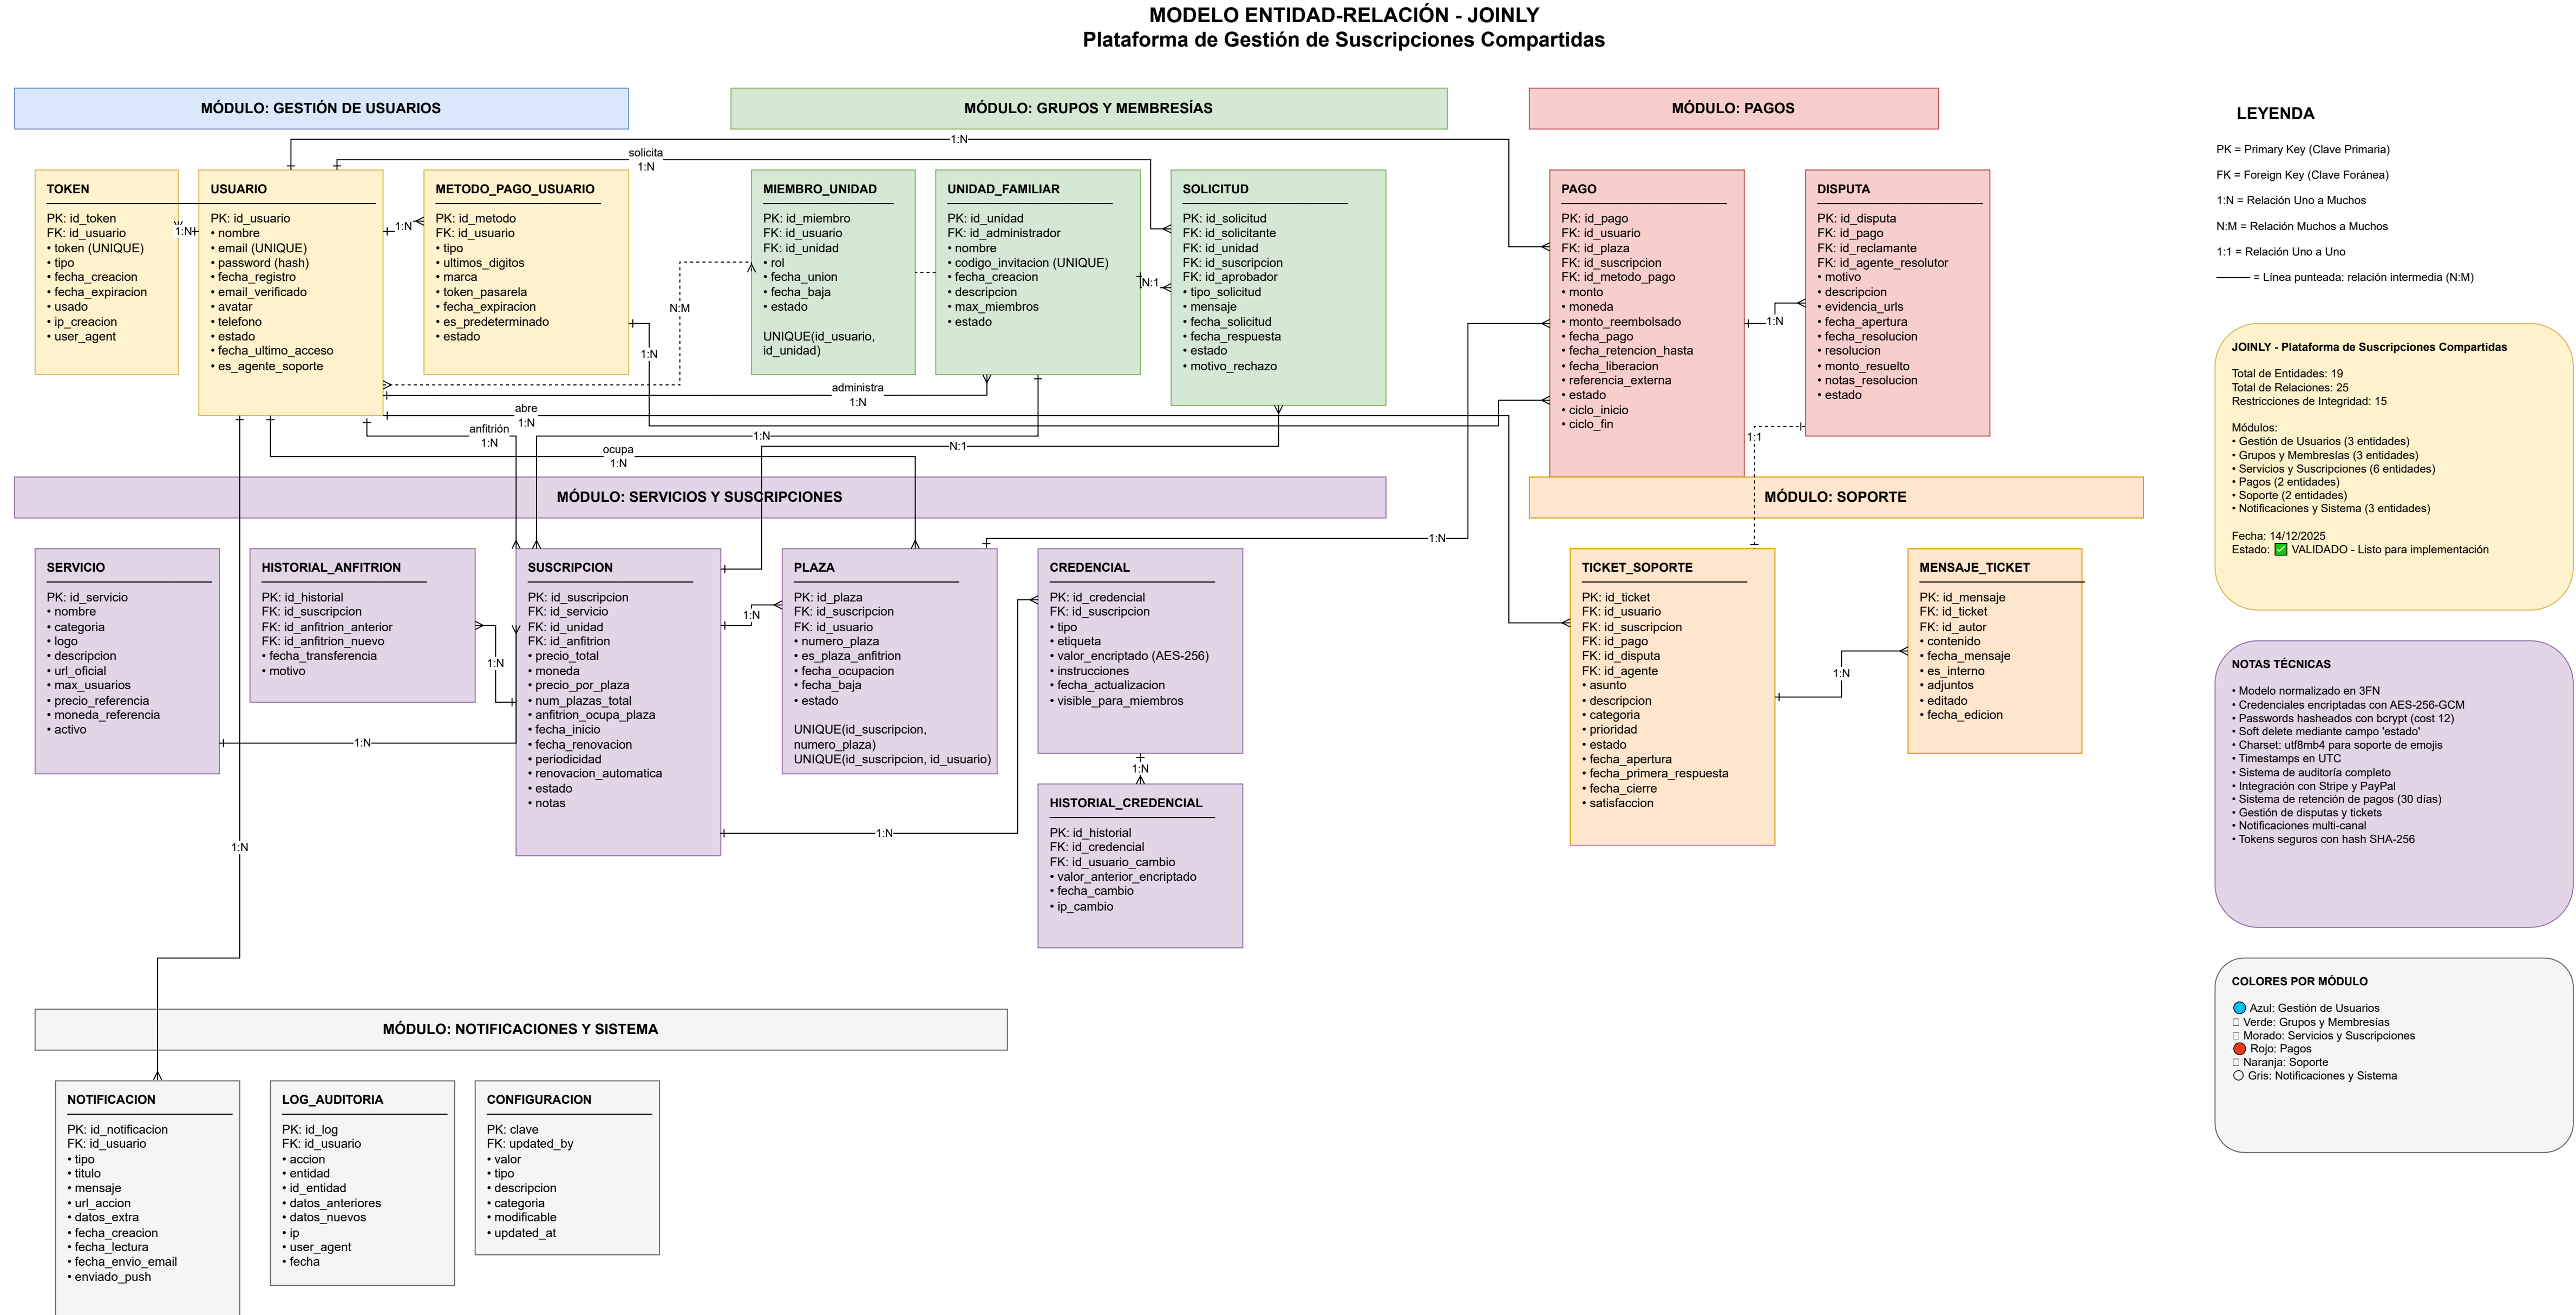 MODELO ENTIDAD-RELACIÓN - JOINLY
Plataforma de Gestión de Suscripciones Compartidas
MÓDULO: GESTIÓN DE USUARIOS
MÓDULO: GRUPOS Y MEMBRESÍAS
MÓDULO: PAGOS
1:N
solicita
1:N
TOKEN
PK: id_token
FK: id_usuario
• token (UNIQUE)
• tipo
• fecha_creacion
• fecha_expiracion
• usado
• ip_creacion
• user_agent
1:N
USUARIO
PK: id_usuario
• nombre
• email (UNIQUE)
• password (hash)
• fecha_registro
• email_verificado
• avatar
• telefono
• estado
• fecha_ultimo_acceso
• es_agente_soporte
1:N
METODO_PAGO_USUARIO
PK: id_metodo
FK: id_usuario
• tipo
• ultimos_digitos
• marca
• token_pasarela
• fecha_expiracion
• es_predeterminado
• estado
1:N
N:M
MIEMBRO_UNIDAD
PK: id_miembro
FK: id_usuario
FK: id_unidad
• rol
• fecha_union
• fecha_baja
• estado
UNIQUE(id_usuario,
id_unidad)
UNIDAD_FAMILIAR
PK: id_unidad
FK: id_administrador
• nombre
• codigo_invitacion (UNIQUE)
• fecha_creacion
• descripcion
• max_miembros
• estado
N:1
SOLICITUD
PK: id_solicitud
FK: id_solicitante
FK: id_unidad
FK: id_suscripcion
FK: id_aprobador
• tipo_solicitud
• mensaje
• fecha_solicitud
• fecha_respuesta
• estado
• motivo_rechazo
PAGO
PK: id_pago
FK: id_usuario
FK: id_plaza
FK: id_suscripcion
FK: id_metodo_pago
• monto
• moneda
• monto_reembolsado
• fecha_pago
• fecha_retencion_hasta
• fecha_liberacion
• referencia_externa
• estado
• ciclo_inicio
• ciclo_fin
1:N
DISPUTA
PK: id_disputa
FK: id_pago
FK: id_reclamante
FK: id_agente_resolutor
• motivo
• descripcion
• evidencia_urls
• fecha_apertura
• fecha_resolucion
• resolucion
• monto_resuelto
• notas_resolucion
• estado
1:1
administra
1:N
abre
1:N
anfitrión
1:N
1:N
N:1
ocupa
1:N
MÓDULO: SERVICIOS Y SUSCRIPCIONES
MÓDULO: SOPORTE
1:N
SERVICIO
PK: id_servicio
• nombre
• categoria
• logo
• descripcion
• url_oficial
• max_usuarios
• precio_referencia
• moneda_referencia
• activo
1:N
HISTORIAL_ANFITRION
PK: id_historial
FK: id_suscripcion
FK: id_anfitrion_anterior
FK: id_anfitrion_nuevo
• fecha_transferencia
• motivo
1:N
SUSCRIPCION
PK: id_suscripcion
FK: id_servicio
FK: id_unidad
FK: id_anfitrion
• precio_total
• moneda
• precio_por_plaza
• num_plazas_total
• anfitrion_ocupa_plaza
• fecha_inicio
• fecha_renovacion
• periodicidad
• renovacion_automatica
• estado
• notas
1:N
PLAZA
PK: id_plaza
FK: id_suscripcion
FK: id_usuario
• numero_plaza
• es_plaza_anfitrion
• fecha_ocupacion
• fecha_baja
• estado
UNIQUE(id_suscripcion,
numero_plaza)
UNIQUE(id_suscripcion, id_usuario)
1:N
CREDENCIAL
PK: id_credencial
FK: id_suscripcion
• tipo
• etiqueta
• valor_encriptado (AES-256)
• instrucciones
• fecha_actualizacion
• visible_para_miembros
1:N
HISTORIAL_CREDENCIAL
PK: id_historial
FK: id_credencial
FK: id_usuario_cambio
• valor_anterior_encriptado
• fecha_cambio
• ip_cambio
TICKET_SOPORTE
PK: id_ticket
FK: id_usuario
FK: id_suscripcion
FK: id_pago
FK: id_disputa
FK: id_agente
• asunto
• descripcion
• categoria
• prioridad
• estado
• fecha_apertura
• fecha_primera_respuesta
• fecha_cierre
• satisfaccion
1:N
MENSAJE_TICKET
PK: id_mensaje
FK: id_ticket
FK: id_autor
• contenido
• fecha_mensaje
• es_interno
• adjuntos
• editado
• fecha_edicion
1:N
MÓDULO: NOTIFICACIONES Y SISTEMA
NOTIFICACION
PK: id_notificacion
FK: id_usuario
• tipo
• titulo
• mensaje
• url_accion
• datos_extra
• fecha_creacion
• fecha_lectura
• fecha_envio_email
• enviado_push
LOG_AUDITORIA
PK: id_log
FK: id_usuario
• accion
• entidad
• id_entidad
• datos_anteriores
• datos_nuevos
• ip
• user_agent
• fecha
CONFIGURACION
PK: clave
FK: updated_by
• valor
• tipo
• descripcion
• categoria
• modificable
• updated_at
LEYENDA
PK = Primary Key (Clave Primaria)
FK = Foreign Key (Clave Foránea)
1:N = Relación Uno a Muchos
N:M = Relación Muchos a Muchos
1:1 = Relación Uno a Uno
——— = Línea punteada: relación intermedia (N:M)
JOINLY - Plataforma de Suscripciones Compartidas
Total de Entidades: 19
Total de Relaciones: 25
Restricciones de Integridad: 15
Módulos:
• Gestión de Usuarios (3 entidades)
• Grupos y Membresías (3 entidades)
• Servicios y Suscripciones (6 entidades)
• Pagos (2 entidades)
• Soporte (2 entidades)
• Notificaciones y Sistema (3 entidades)
Fecha: 14/12/2025
Estado: ✅ VALIDADO - Listo para implementación
NOTAS TÉCNICAS
• Modelo normalizado en 3FN
• Credenciales encriptadas con AES-256-GCM
• Passwords hasheados con bcrypt (cost 12)
• Soft delete mediante campo 'estado'
• Charset: utf8mb4 para soporte de emojis
• Timestamps en UTC
• Sistema de auditoría completo
• Integración con Stripe y PayPal
• Sistema de retención de pagos (30 días)
• Gestión de disputas y tickets
• Notificaciones multi-canal
• Tokens seguros con hash SHA-256
COLORES POR MÓDULO
🔵 Azul: Gestión de Usuarios
□ Verde: Grupos y Membresías
□ Morado: Servicios y Suscripciones
🔴 Rojo: Pagos
□ Naranja: Soporte
⚪ Gris: Notificaciones y Sistema